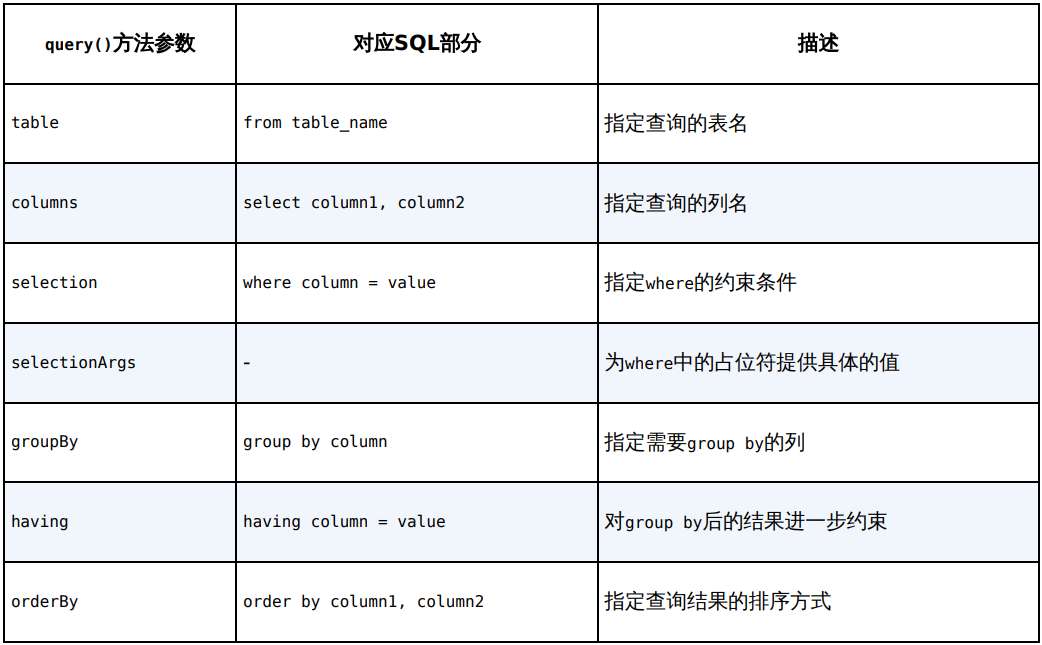 query()方法参数 对应SQL部分 描述
table from table_name 指定查询的表名
columns select column1, column2 指定查询的列名
selection where column = value 指定where的约束条件
selectionArgs - 为where中的占位符提供具体的值
groupBy group by column 指定需要group by的列
having having column = value 对group by后的结果进一步约束
orderBy order by column1, column2 指定查询结果的排序方式